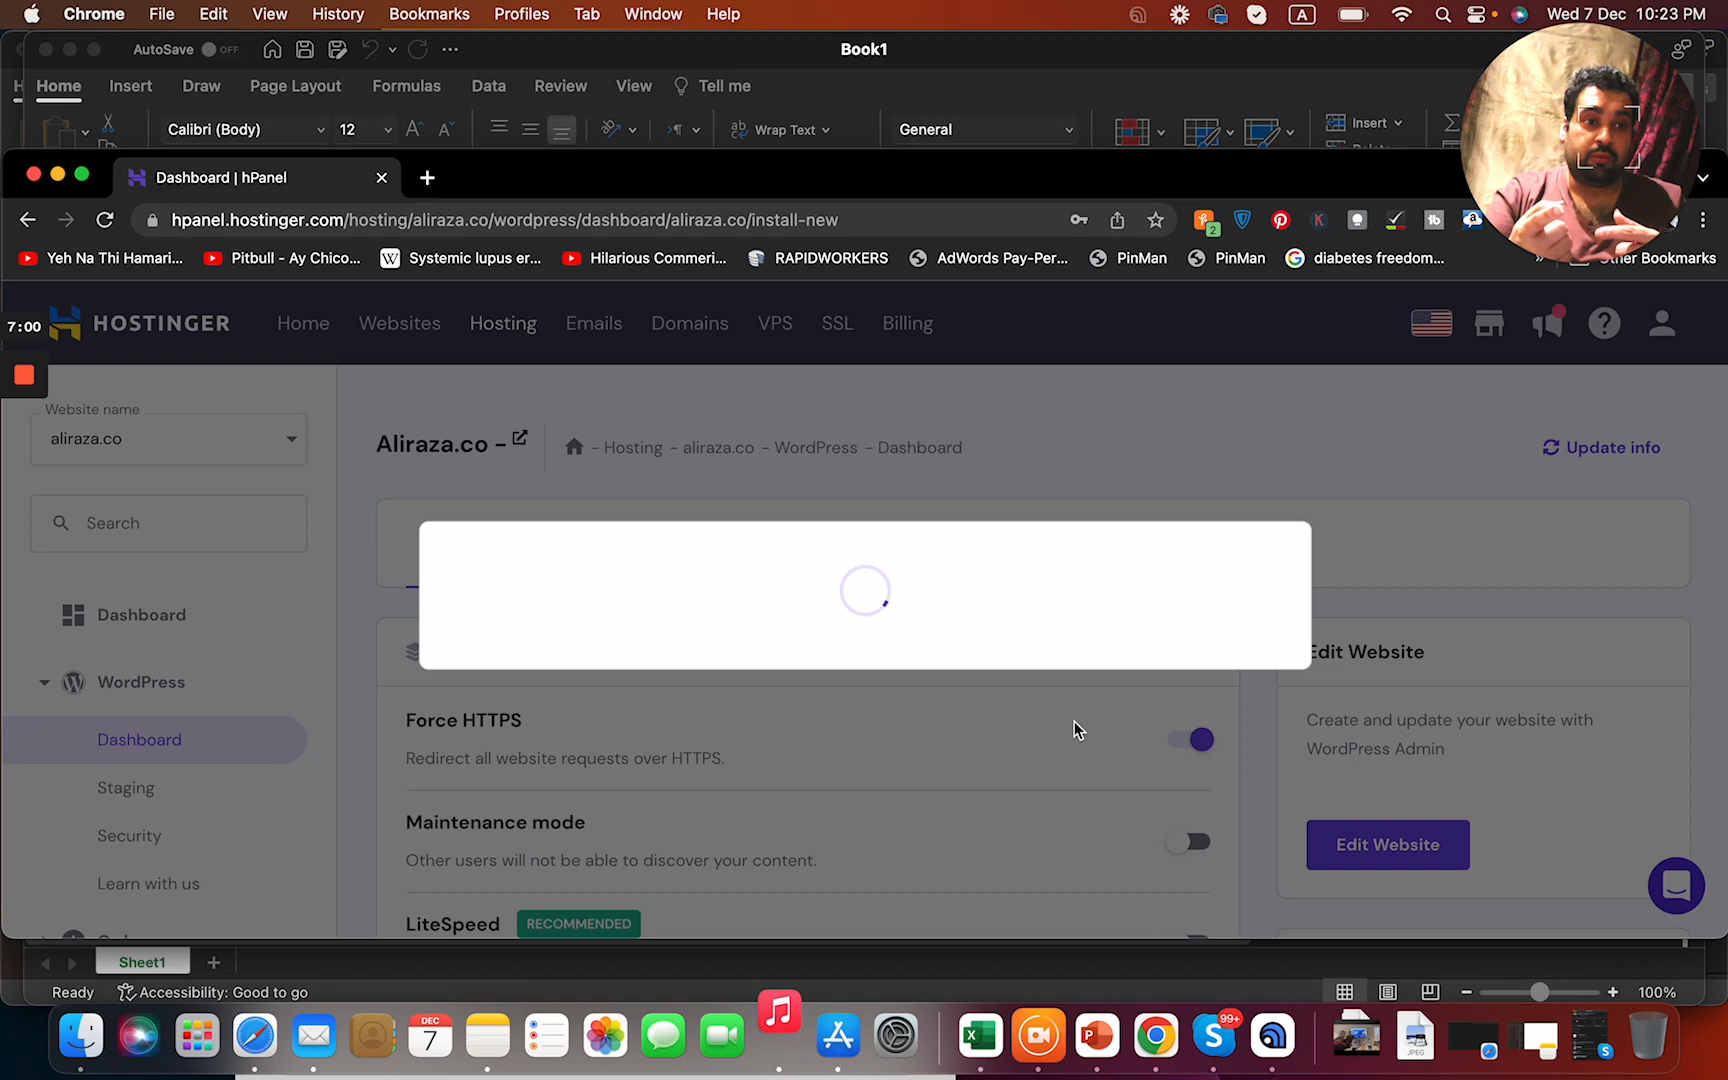 Chrome File Edit View History Bookmarks Profiles Tab Window Help A Wed 7 Dec 10:23 PM
AutoSave OFF Book1
Home Insert Draw Page Layout Formulas Data Review View Tell me
Calibri (Body) 12 Wrap Text General Insert
Dashboard | hPanel
hpanel.hostinger.com/hosting/aliraza.co/wordpress/dashboard/aliraza.co/install-new 2
Yeh Na Thi Hamari... Pitbull - Ay Chico... Systemic lupus er... Hilarious Commeri... RAPIDWORKERS AdWords Pay-Per... PinMan PinMan diabetes freedom... Other Bookmarks
7:00 HOSTINGER Home Websites Hosting Emails Domains VPS SSL Billing
Website name
aliraza.co
Aliraza.co - - Hosting - aliraza.co - WordPress - Dashboard Update info
Search
Dashboard
WordPress
Dashboard
Staging
Security
Learn with us
Edit Website
Force HTTPS
Redirect all website requests over HTTPS.
Create and update your website with
WordPress Admin
Maintenance mode
Other users will not be able to discover your content.
Edit Website
LiteSpeed RECOMMENDED
Sheet1
Ready Accessibility: Good to go 100%
DEC
7
99+
JPEG